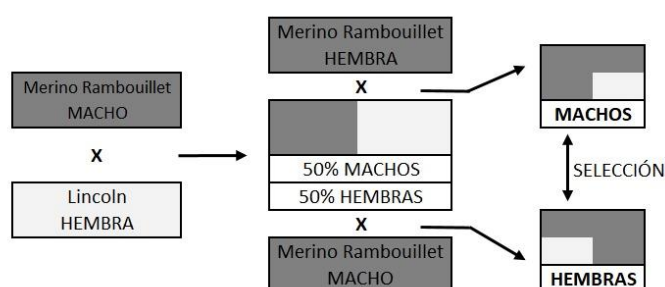 Merino Rambouillet
MACHO
X
Lincoln
HEMBRA
Merino Rambouillet
HEMBRA
X
50% MACHOS
50% HEMBRAS
X
Merino Rambouillet
MACHO
MACHOS
SELECCIÓN
HEMBRAS